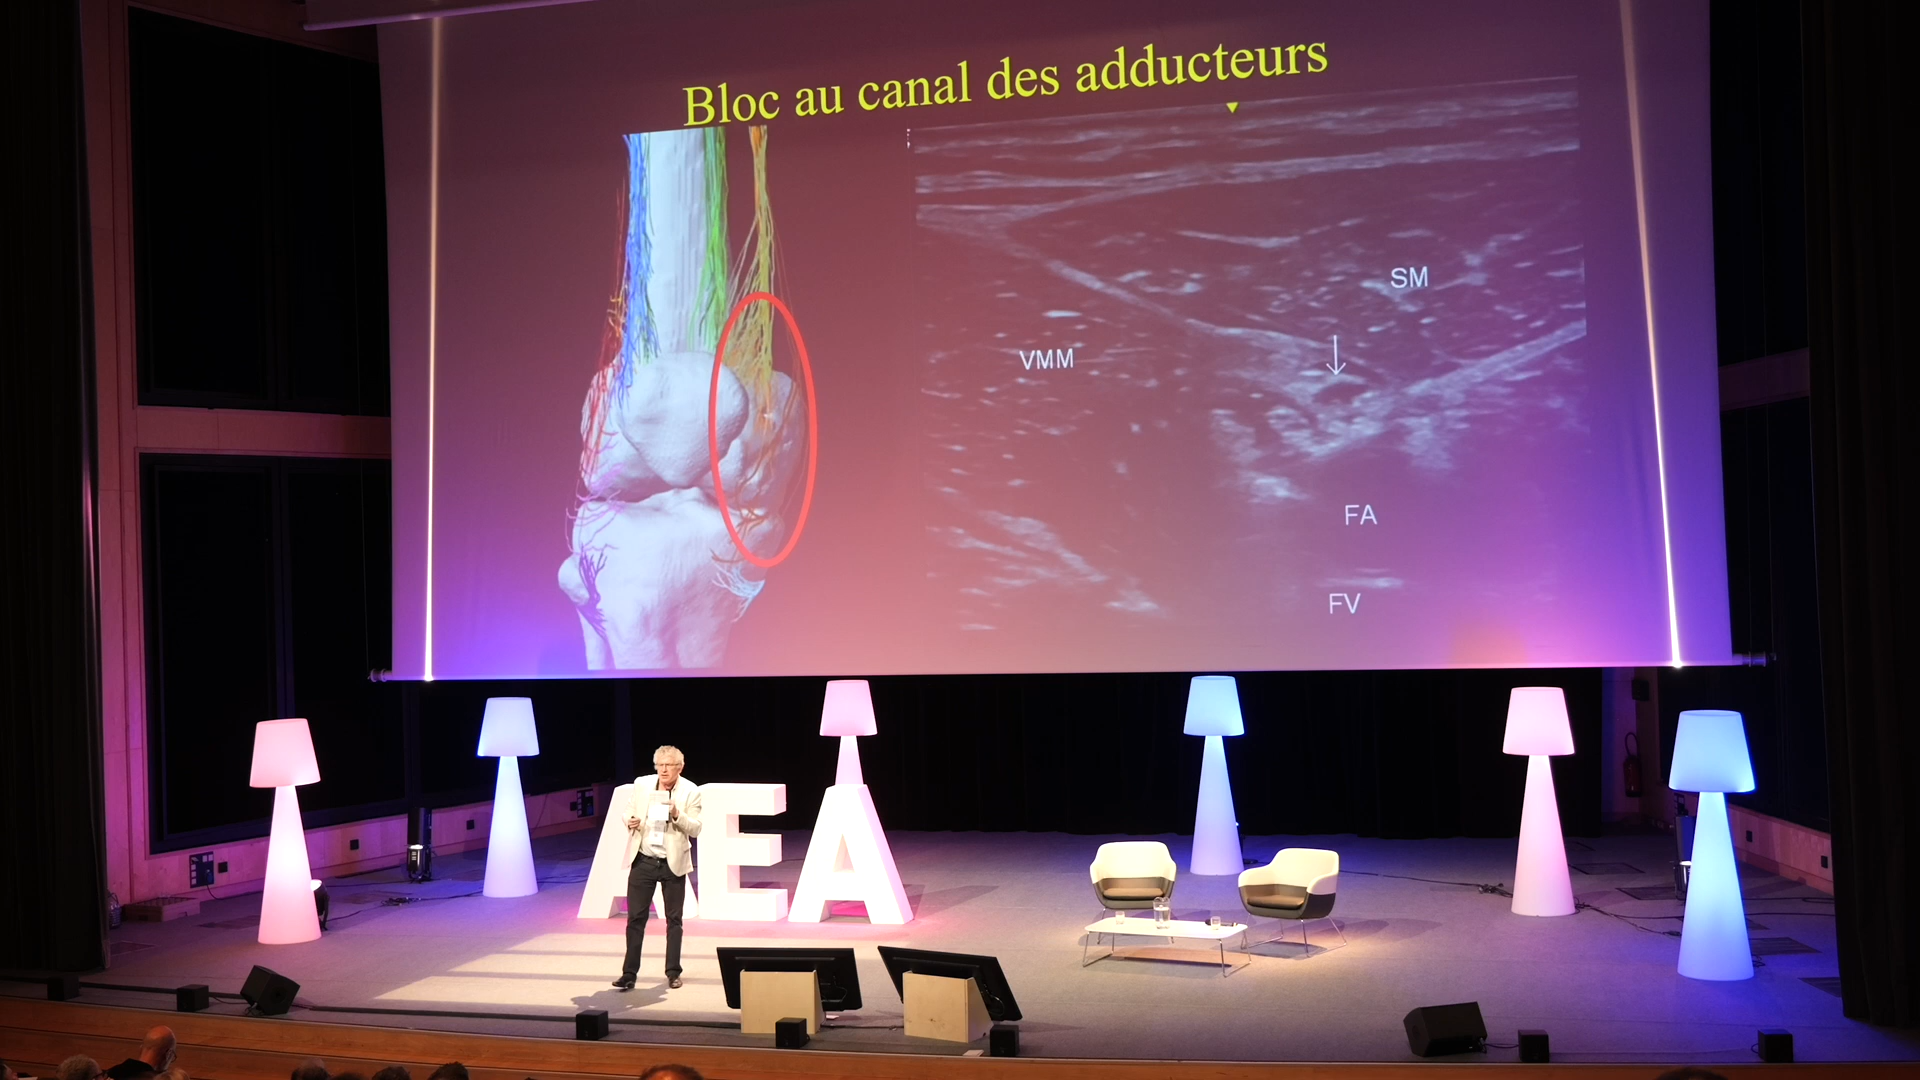 Bloc au canal des adducteurs
SM
VMM
FA
FV
AEA